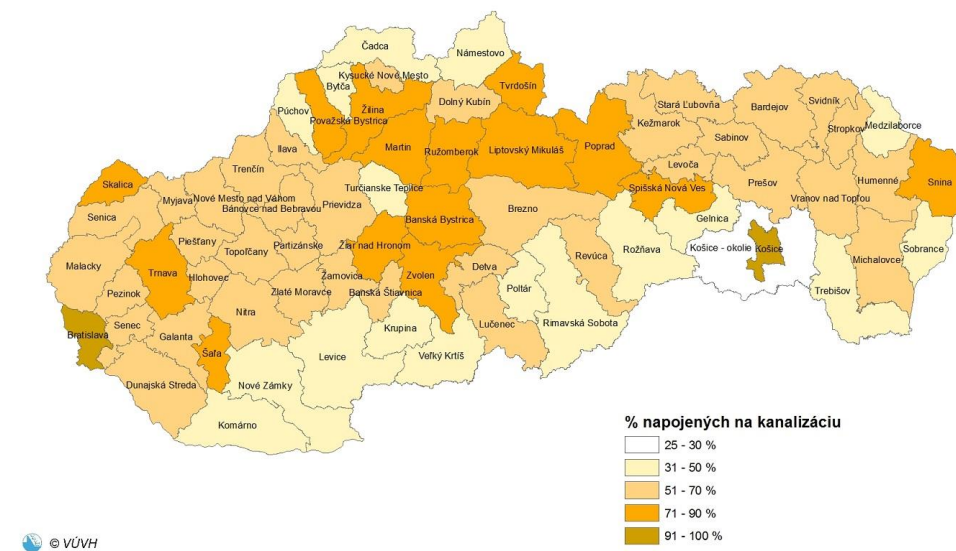 Čadca
Námestovo
Kysucké Nové Mesto
Bytča
Tvrdošín
Púchov
Žilina
Dolný Kubín
Považská Bystrica
Stará Ľubovňa
Bardejov
Svidník
Kežmarok
Stropkov
Medzilaborce
Ilava
Martin
Ružomberok
Liptovský Mikuláš
Poprad
Sabinov
Levoča
Trenčín
Prešov
Humenné
Snina
Skalica
Turčianske Teplice
Spišská Nová Ves
Myjava
Nové Mesto nad Váhom
Prievidza
Vranov nad Topľou
Bánovce nad Bebravou
Brezno
Senica
Banská Bystrica
Gelnica
Piešťany
Partizánske
Žiar nad Hronom
Rožňava
Košice - okolie
Košice
Sobrance
Topoľčany
Revúca
Michalovce
Malacky
Trnava
Hlohovec
Žarnovica
Zvolen
Detva
Pezinok
Zlaté Moravce
Banská Štiavnica
Poltár
Trebišov
Nitra
Senec
Krupina
Lučenec
Rimavská Sobota
Bratislava
Galanta
Šaľa
Levice
Veľký Krtíš
Dunajská Streda
Nové Zámky
Komárno
% napojených na kanalizáciu
25 - 30 %
31 - 50 %
51 - 70 %
71 - 90 %
91 - 100 %
© VÚVH